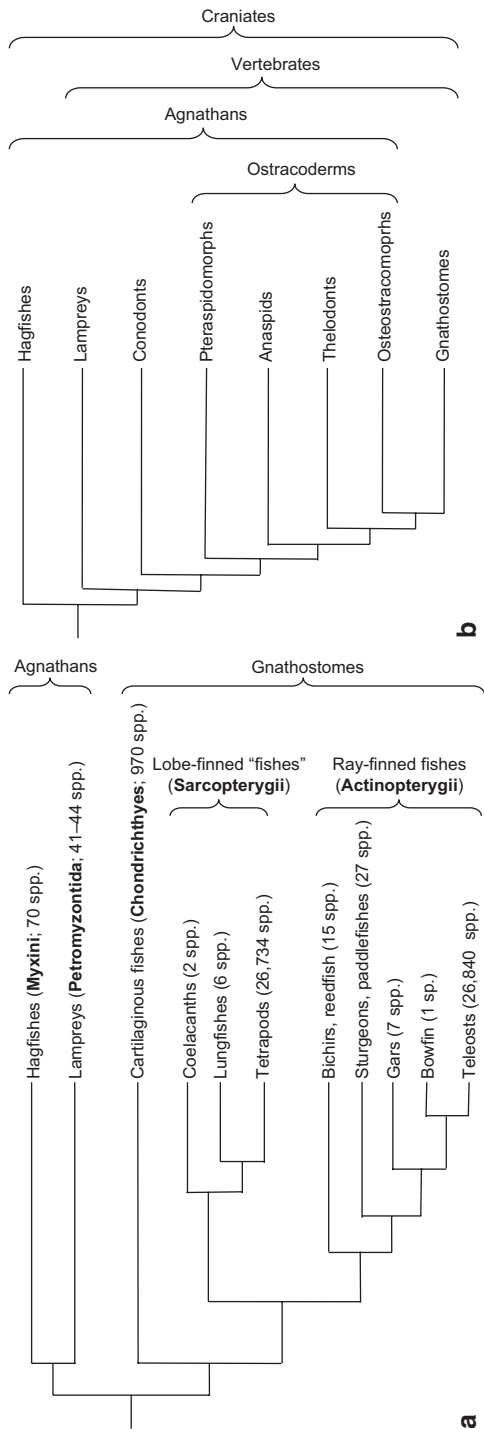 Agnathans
Hagfishes (Myxini; 70 spp.)
Lampreys (Petromyzontida; 41–44 spp.)
Gnathostomes
Cartilaginous fishes (Chondrichthyes; 970 spp.)
Lobe-finned “fishes”
(Sarcopterygii)
Coelacanths (2 spp.)
Lungfishes (6 spp.)
Tetrapods (26,734 spp.)
Ray-finned fishes
(Actinopterygii)
Bichirs, reedfish (15 spp.)
Sturgeons, paddlefishes (27 spp.)
Gars (7 spp.)
Bowfin (1 sp.)
Teleosts (26,840 spp.)
a
Craniates
Vertebrates
Agnathans
Ostracoderms
Hagfishes
Lampreys
Conodonts
Pteraspidomorphs
Anaspids
Thelodonts
Osteostracomoprhs
Gnathostomes
b